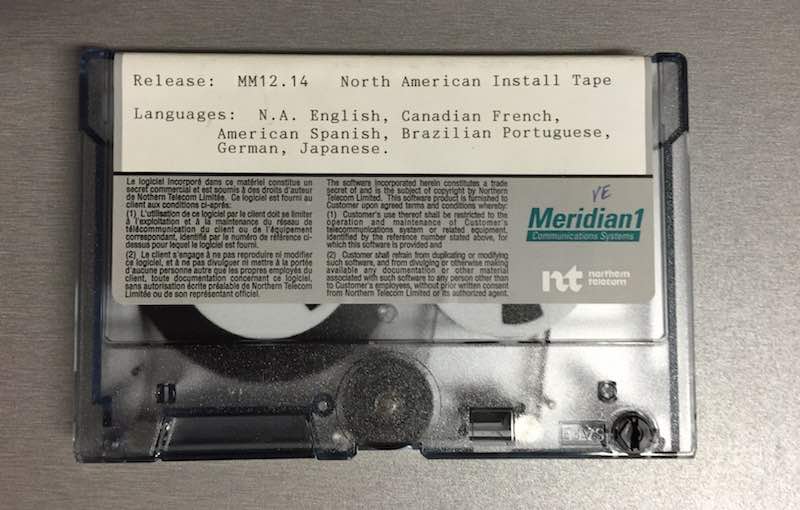 Release: MM12.14 North American Install Tape
Languages: N.A. English, Canadian French,
American Spanish, Brazilian Portuguese,
German, Japanese.
Le logiciel Incorporé dans ce matériel constitue un
secret commercial et est soumis à des droits d'auteur
de Nothern Telecom Limitée. Ce logiciel est fourni au
client aux conditions ci-après:
(1) L'utilisation de ce logiciel par le client doit se limiter
à l'exploitation et à la maintenance du réseau de
télécommunication du client ou de l'équipement
correspondant, identifié par le numéro de référence ci-
dessus pour lequel le logiciel est fourni.
(2) Le client s'engage à ne pas reproduire ni modifier
ce logiciel, et à ne pas divulguer ni mettre à la portée
d'aucune personne autre que les propres employés du
client, toute documentation concernant ce logiciel,
sans autorisation écrite préalable de Northern Telecom
Limitée ou de son représentant officiel.
The software incorporated herein constitutes a trade
secret of and is the subject of copyright by Northern
Telecom Limited. This software product is furnished to
Customer upon agreed terms and conditions whereby:
(1) Customer's use thereof shall be restricted to the
operation and maintenance of Customer's
telecommunications system or related equipment,
identified by the reference number stated above, for
which this software is provided and
(2) Customer shall refrain from duplicating or modifying
such software, and from divulging or otherwise making
available any documentation or other material
associated with such software to any person other than
to Customer's employees, without prior written consent
from Northern Telecom Limited or its authorized agent.
VE
Meridian1
Communications Systems
nt northern
telecom